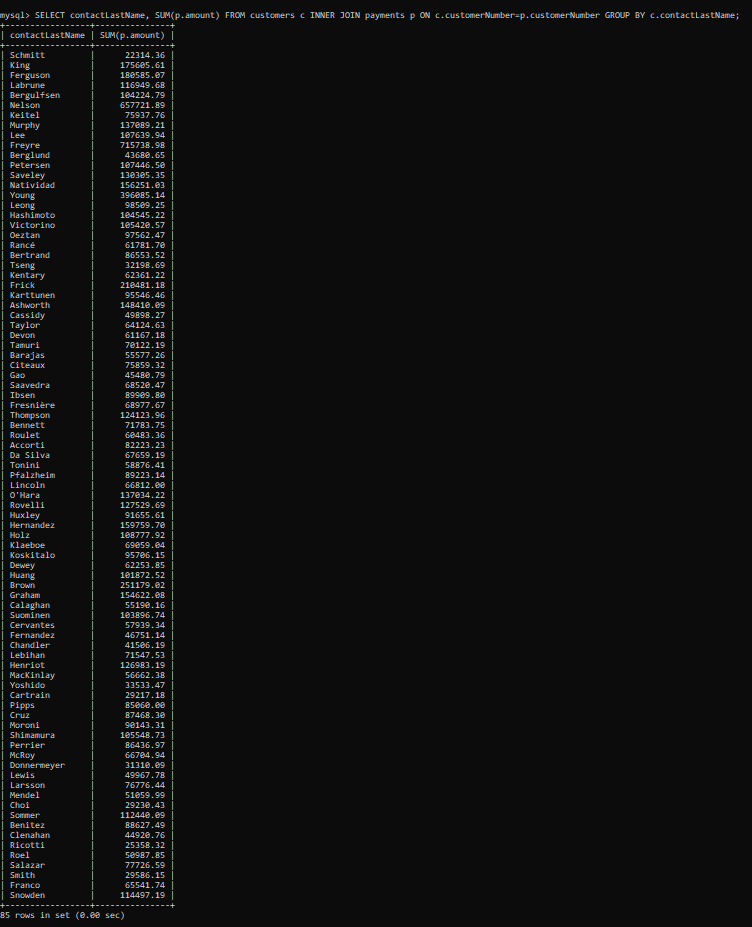 mysql> SELECT contactLastName, SUM(p.amount) FROM customers c INNER JOIN payments p ON c.customerNumber=p.customerNumber GROUP BY c.contactLastName;
+-----------------+---------------+
| contactLastName | SUM(p.amount) |
+-----------------+---------------+
| Schmitt | 22314.36 |
| King | 175605.61 |
| Ferguson | 180585.07 |
| Labrune | 116949.68 |
| Bergulfsen | 104224.79 |
| Nelson | 657721.89 |
| Keitel | 75937.76 |
| Murphy | 137089.21 |
| Lee | 107639.94 |
| Freyre | 715738.98 |
| Berglund | 43680.65 |
| Petersen | 107446.50 |
| Saveley | 130305.35 |
| Natividad | 156251.03 |
| Young | 396085.14 |
| Leong | 98509.25 |
| Hashimoto | 104545.22 |
| Victorino | 105420.57 |
| Oeztan | 97562.47 |
| Rancé | 61781.70 |
| Bertrand | 86553.52 |
| Tseng | 32198.69 |
| Kentary | 62361.22 |
| Frick | 210481.18 |
| Karttunen | 95546.46 |
| Ashworth | 148410.09 |
| Cassidy | 49898.27 |
| Taylor | 64124.63 |
| Devon | 61167.18 |
| Tamuri | 70122.19 |
| Barajas | 55577.26 |
| Citeaux | 75859.32 |
| Gao | 45480.79 |
| Saavedra | 68520.47 |
| Ibsen | 89909.80 |
| Fresnière | 68977.67 |
| Thompson | 124123.96 |
| Bennett | 71783.75 |
| Roulet | 60483.36 |
| Accorti | 82223.23 |
| Da Silva | 67659.19 |
| Tonini | 58876.41 |
| Pfalzheim | 89223.14 |
| Lincoln | 66812.00 |
| O'Hara | 137034.22 |
| Rovelli | 127529.69 |
| Huxley | 91655.61 |
| Hernandez | 159759.70 |
| Holz | 108777.92 |
| Klaeboe | 69059.04 |
| Koskitalo | 95706.15 |
| Dewey | 62253.85 |
| Huang | 101872.52 |
| Brown | 251179.02 |
| Graham | 154622.08 |
| Calaghan | 55190.16 |
| Suominen | 103896.74 |
| Cervantes | 57939.34 |
| Fernandez | 46751.14 |
| Chandler | 41506.19 |
| Lebihan | 71547.53 |
| Henriot | 126983.19 |
| MacKinlay | 56662.38 |
| Yoshido | 33533.47 |
| Cartrain | 29217.18 |
| Pipps | 85060.00 |
| Cruz | 87468.30 |
| Moroni | 90143.31 |
| Shimamura | 105548.73 |
| Perrier | 86436.97 |
| McRoy | 66704.94 |
| Donnermeyer | 31310.09 |
| Lewis | 49967.78 |
| Larsson | 76776.44 |
| Mendel | 51059.99 |
| Choi | 29230.43 |
| Sommer | 112440.09 |
| Benitez | 88627.49 |
| Clenahan | 44920.76 |
| Ricotti | 25358.32 |
| Roel | 50987.85 |
| Salazar | 77726.59 |
| Smith | 29586.15 |
| Franco | 65541.74 |
| Snowden | 114497.19 |
+-----------------+---------------+
85 rows in set (0.00 sec)